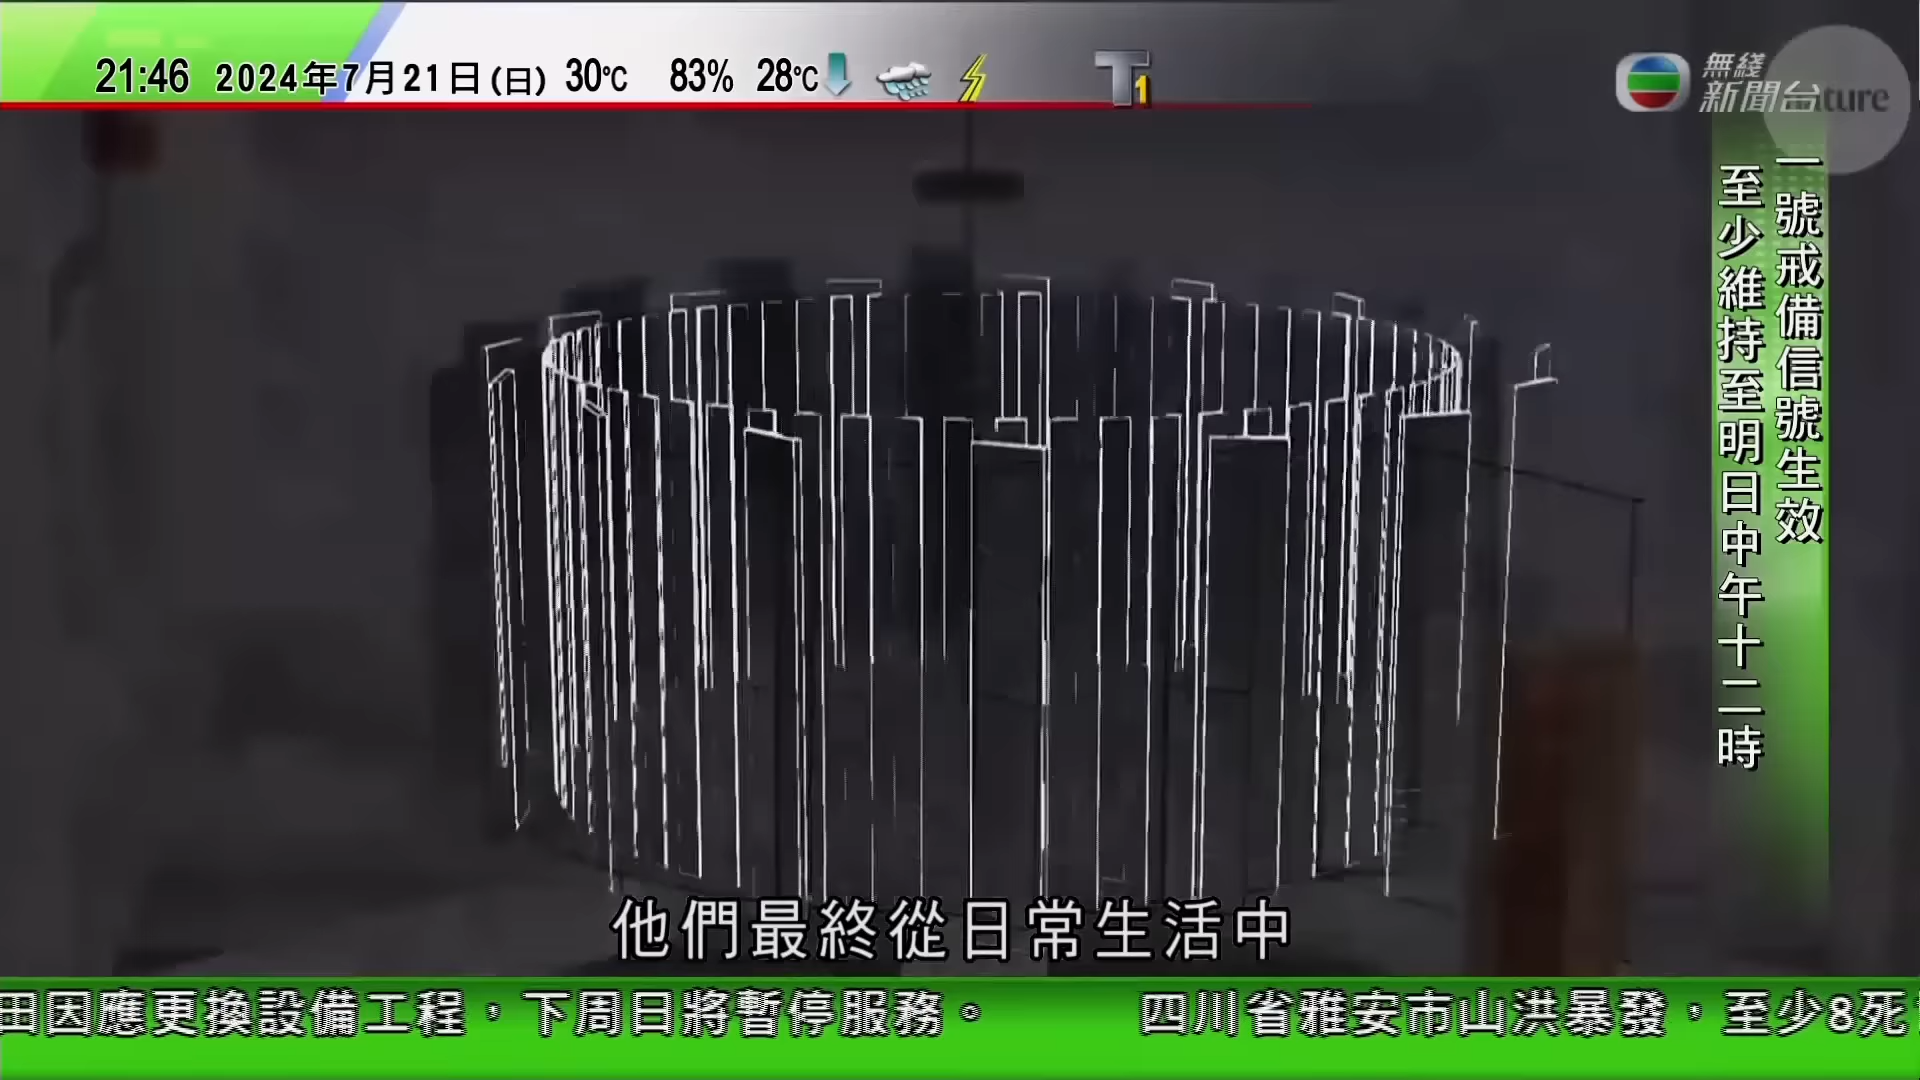 21:46 2024年7月21日(日) 30℃ 83% 28℃ T1
無綫
新聞台
nature
一號戒備信號生效
至少維持至明日中午十二時
他們最終從日常生活中
田因應更換設備工程，下周日將暫停服務。 四川省雅安市山洪暴發，至少8死